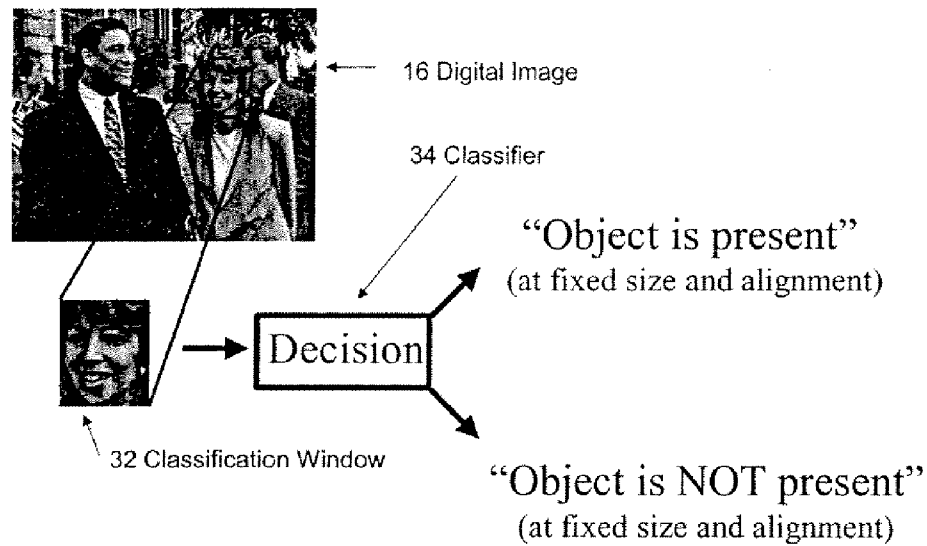 16 Digital Image
34 Classifier
“Object is present”
(at fixed size and alignment)
Decision
32 Classification Window
“Object is NOT present”
(at fixed size and alignment)